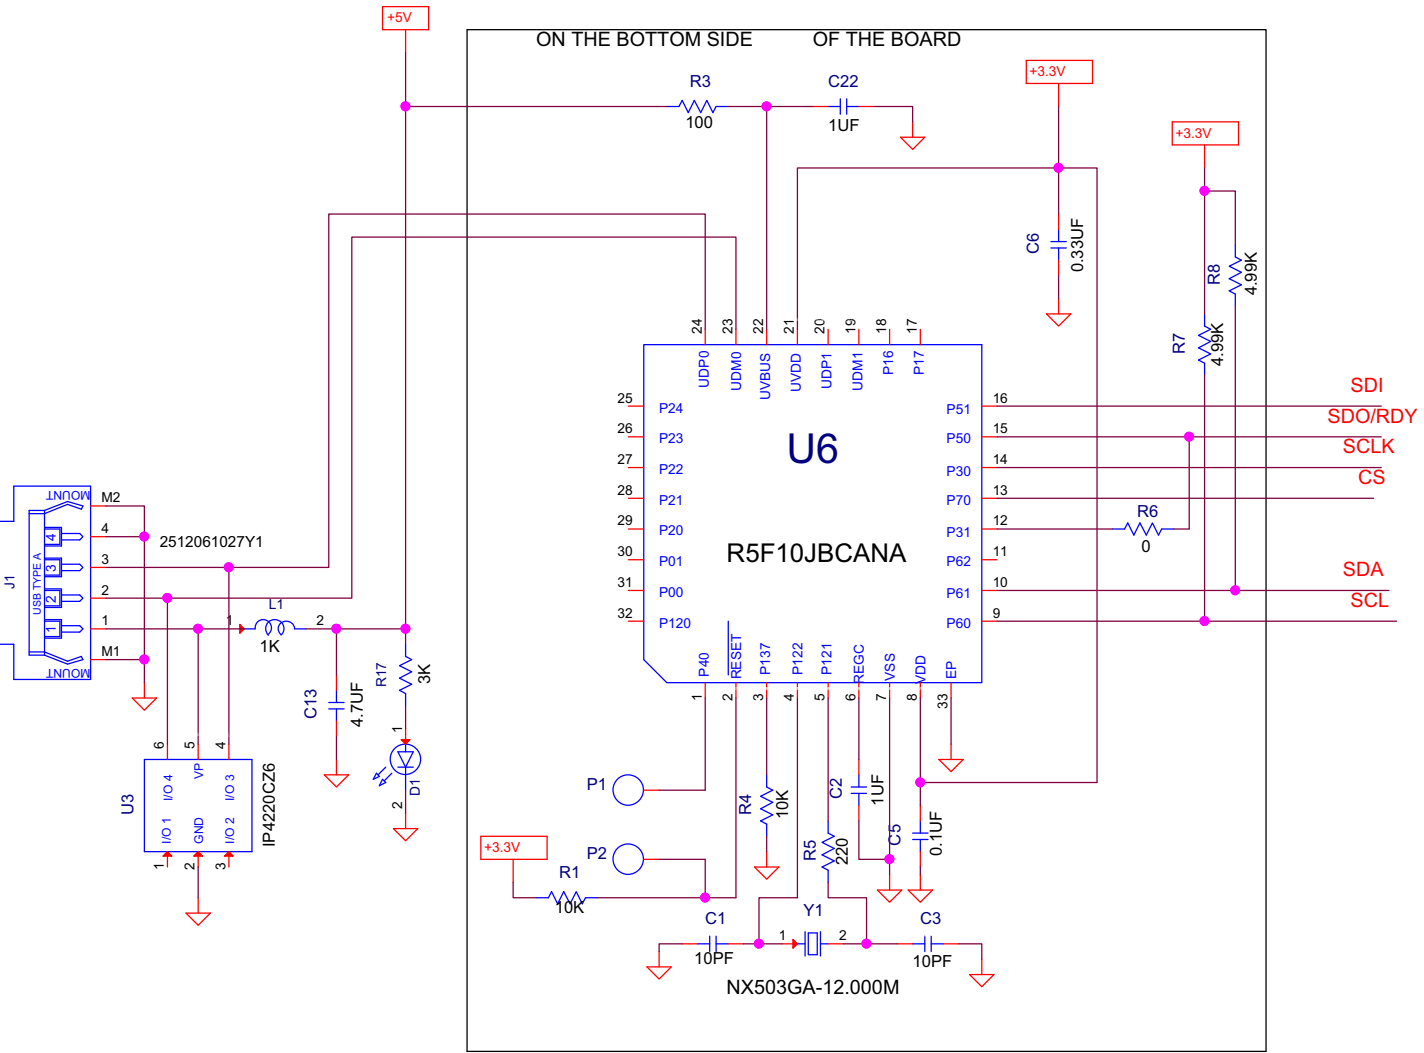 +5V
ON THE BOTTOM SIDE OF THE BOARD
R3
100
C22
1UF
+3.3V
+3.3V
C6
0.33UF
R8
4.99K
R7
4.99K
24
23
22
21
20
19
18
17
UDP0
UDM0
UVBUS
UVDD
UDP1
UDM1
P16
P17
25
P24
26
P23
27
P22
28
P21
29
P20
30
P01
31
P00
32
P120
U6
R5F10JBCANA
P51
16
SDI
P50
15
SDO/RDY
P30
14
SCLK
P70
13
CS
P31
12
R6
0
P62
11
P61
10
SDA
P60
9
SCL
P40
RESET
P137
P122
P121
REGC
VSS
VDD
EP
1
2
3
4
5
6
7
8
33
J1
USB TYPE A
MOUNT
MOUNT
4
3
2
1
M2
4
3
2
1
M1
2512061027Y1
1
L1
2
1K
C13
4.7UF
R17
3K
1
D1
2
6
5
4
I/O 4
VP
I/O 3
U3
IP4220CZ6
I/O 1
GND
I/O 2
1
2
3
P1
P2
+3.3V
R1
10K
R4
10K
R5
220
C2
1UF
C5
0.1UF
C1
10PF
1
Y1
2
C3
10PF
NX503GA-12.000M